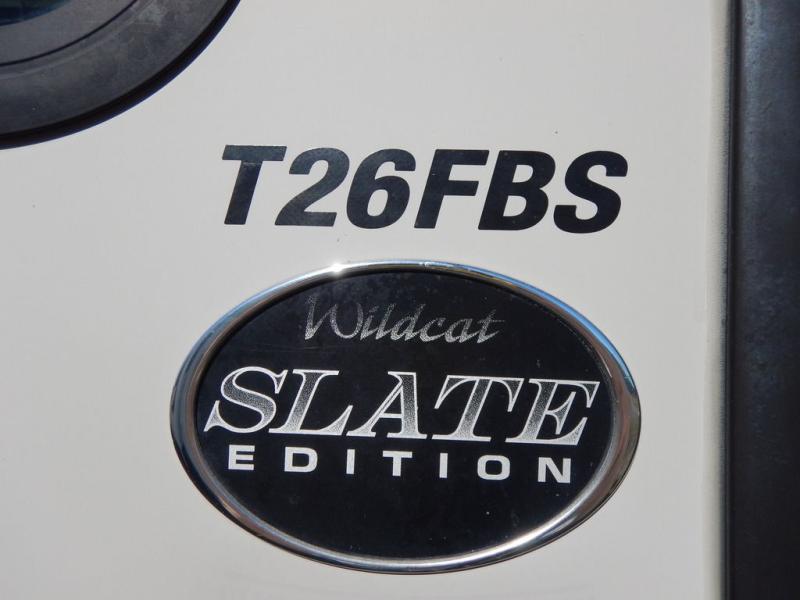 T26FBS
Wildcat
SLATE
EDITION